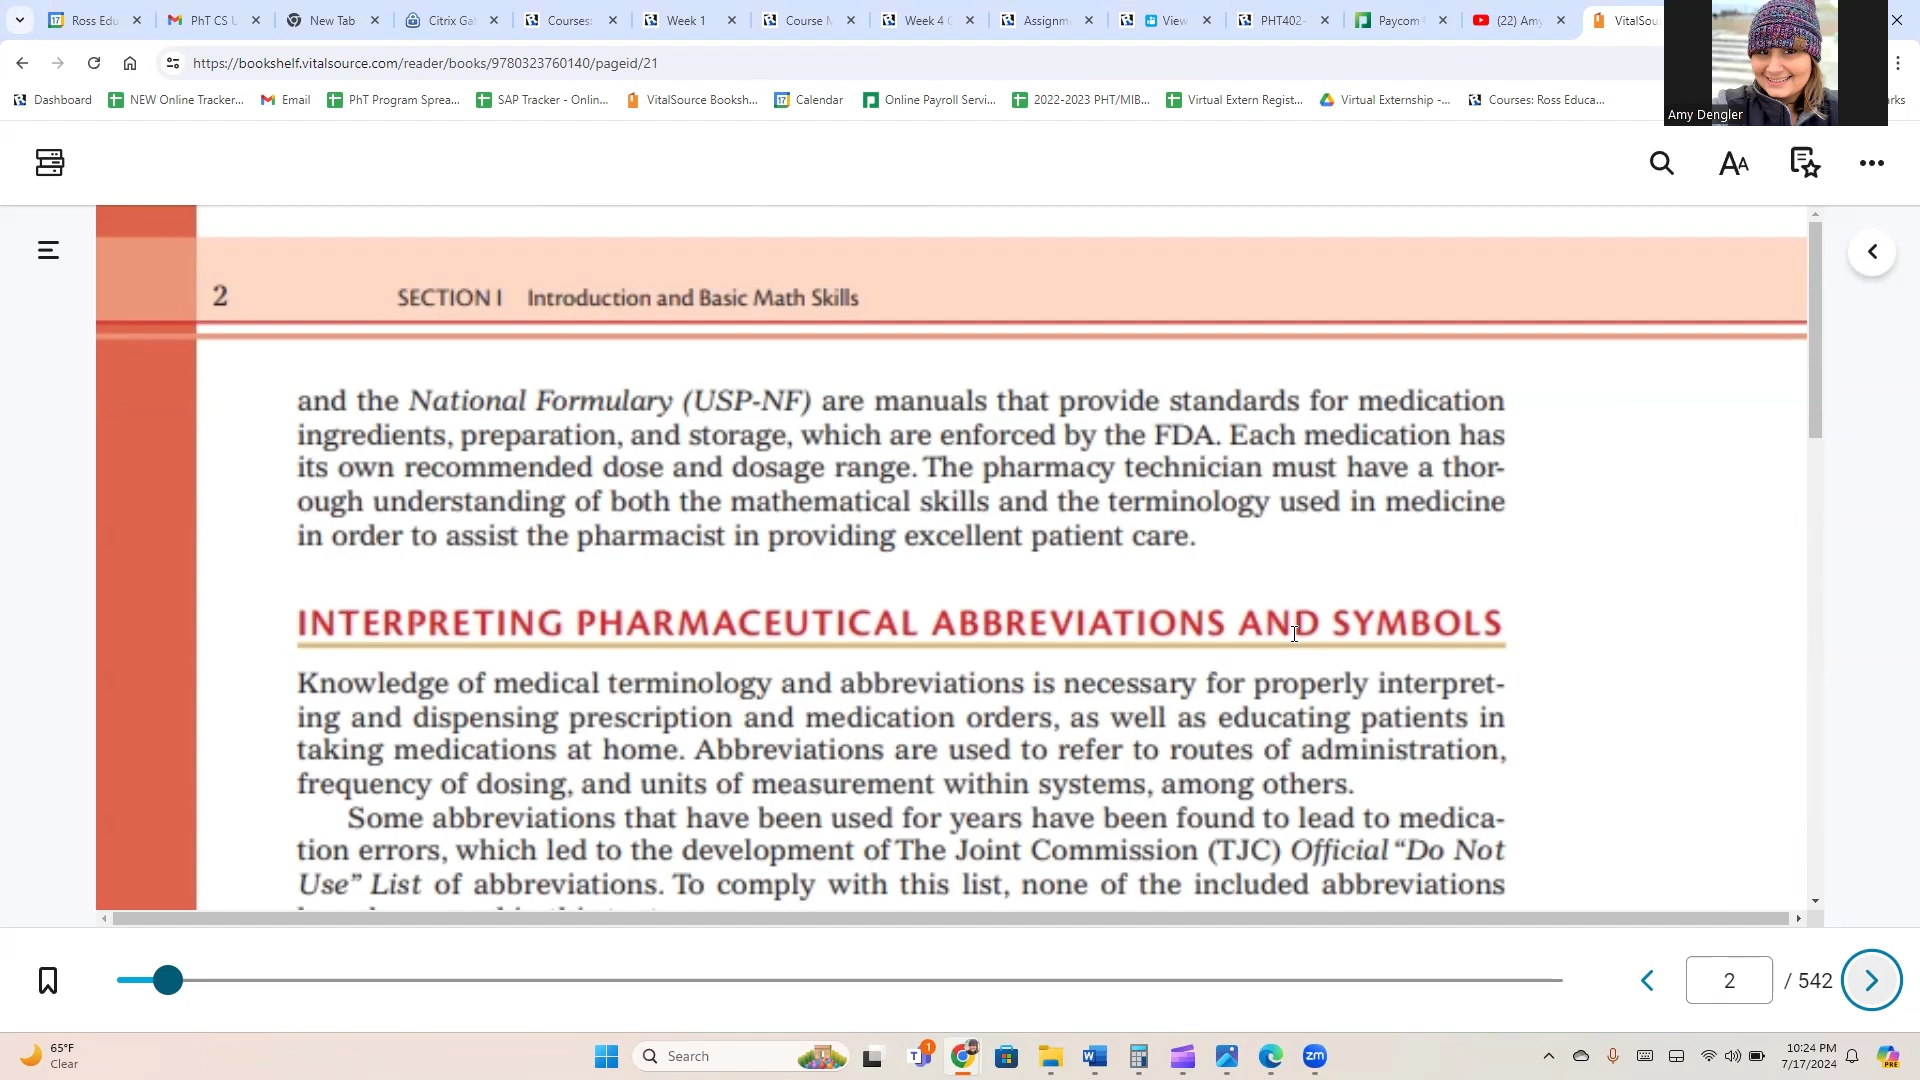 Ross Edu
PhT CS U
New Tab
Citrix Ga
Courses:
Week 1
Course M
Week 4 G
Assignm
View
PHT402-
Paycom
(22) Amy
VitalSou
https://bookshelf.vitalsource.com/reader/books/9780323760140/pageid/21
Dashboard
NEW Online Tracker...
Email
PhT Program Sprea...
SAP Tracker - Onlin...
VitalSource Booksh...
Calendar
Online Payroll Servi...
2022-2023 PHT/MIB...
Virtual Extern Regist...
Virtual Externship -...
Courses: Ross Educa...
arks
Amy Dengler
AA
2 SECTION I Introduction and Basic Math Skills
and the National Formulary (USP-NF) are manuals that provide standards for medication
ingredients, preparation, and storage, which are enforced by the FDA. Each medication has
its own recommended dose and dosage range. The pharmacy technician must have a thor-
ough understanding of both the mathematical skills and the terminology used in medicine
in order to assist the pharmacist in providing excellent patient care.
INTERPRETING PHARMACEUTICAL ABBREVIATIONS AND SYMBOLS
Knowledge of medical terminology and abbreviations is necessary for properly interpret-
ing and dispensing prescription and medication orders, as well as educating patients in
taking medications at home. Abbreviations are used to refer to routes of administration,
frequency of dosing, and units of measurement within systems, among others.
Some abbreviations that have been used for years have been found to lead to medica-
tion errors, which led to the development of The Joint Commission (TJC) Official “Do Not
Use” List of abbreviations. To comply with this list, none of the included abbreviations
2 / 542
65°F
Clear
Search
1
zm
10:24 PM
7/17/2024
PRE